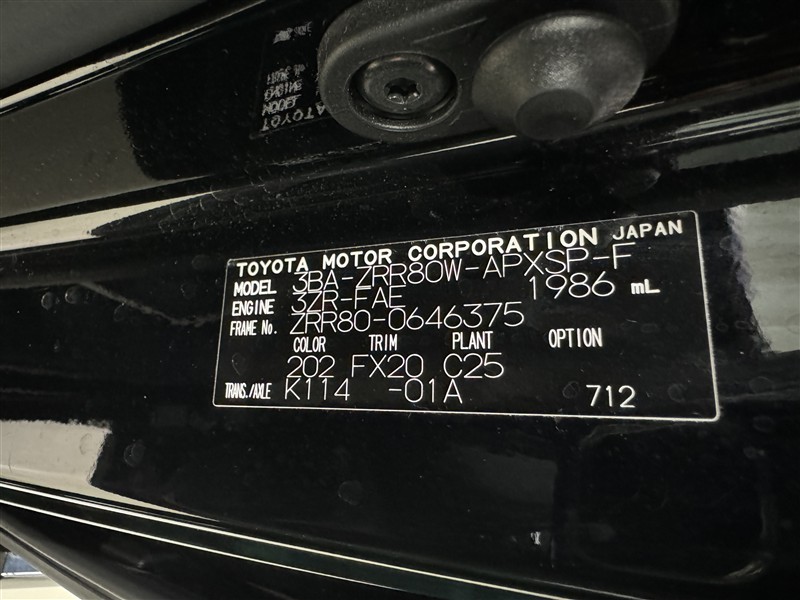 TOYOTA MOTOR CORPORATION JAPAN
MODEL 3BA-ZRR80W-APXSP-F
ENGINE 3ZR-FAE 1986 mL
FRAME No. ZRR80-0646375
COLOR TRIM PLANT OPTION
202 FX20 C25
TRANS./AXLE K114 -01A 712